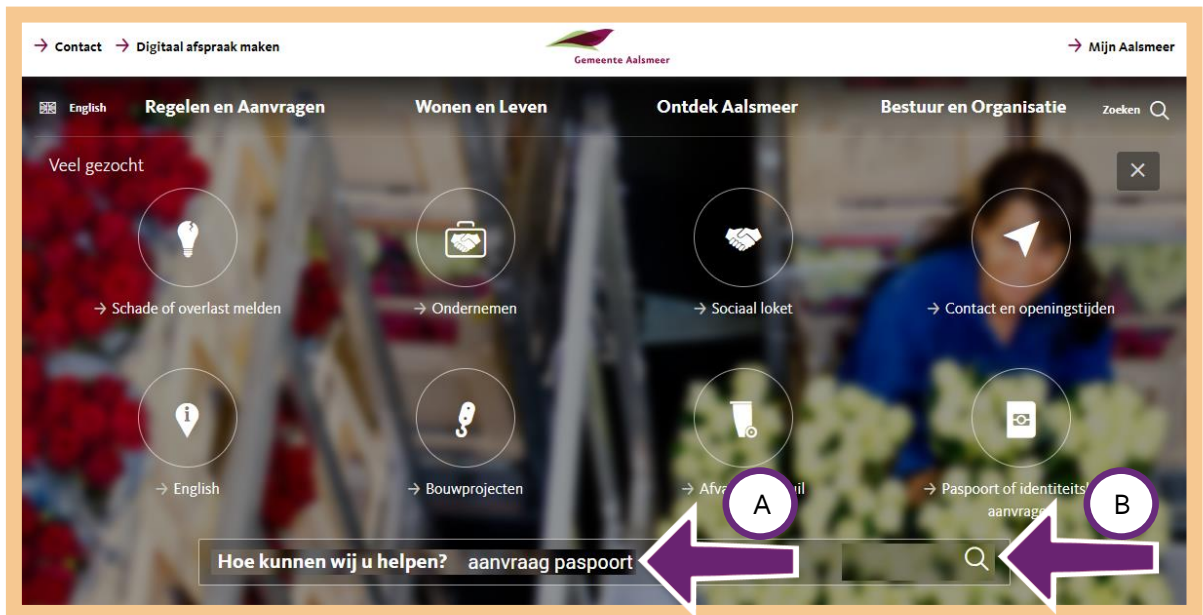 → Contact → Digitaal afspraak maken
Gemeente Aalsmeer
→ Mijn Aalsmeer
English Regelen en Aanvragen Wonen en Leven Ontdek Aalsmeer Bestuur en Organisatie Zoeken
Veel gezocht
→ Schade of overlast melden → Ondernemen → Sociaal loket → Contact en openingstijden
→ English → Bouwprojecten → → Paspoort of
A
B
Hoe kunnen wij u helpen? aanvraag paspoort